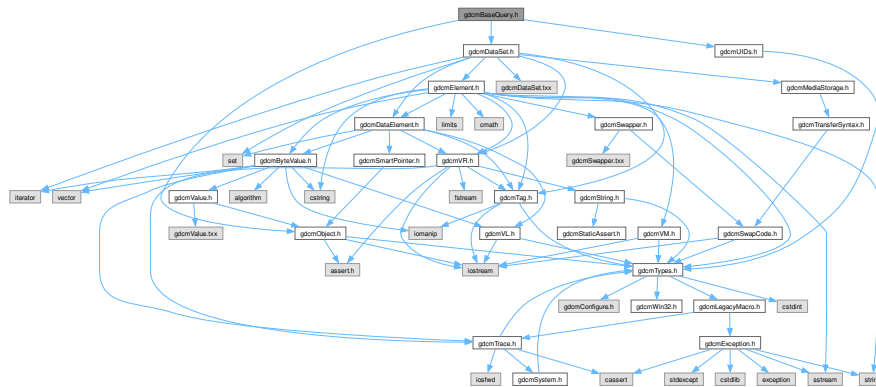 gdcmBaseQuery.h
gdcmDataSet.h
gdcmUIDs.h
gdcmElement.h
gdcmDataSet.txx
gdcmMediaStorage.h
gdcmDataElement.h
limits
cmath
gdcmSwapper.h
gdcmTransferSyntax.h
set
gdcmByteValue.h
gdcmSmartPointer.h
gdcmVR.h
gdcmSwapper.txx
iterator
vector
gdcmValue.h
algorithm
cstring
fstream
gdcmTag.h
gdcmString.h
gdcmValue.txx
gdcmObject.h
iomanip
gdcmVL.h
gdcmStaticAssert.h
gdcmVM.h
gdcmSwapCode.h
assert.h
iostream
gdcmTypes.h
gdcmConfigure.h
gdcmWin32.h
gdcmLegacyMacro.h
cstdint
gdcmTrace.h
gdcmException.h
iosfwd
gdcmSystem.h
cassert
stdexcept
cstdlib
exception
sstream